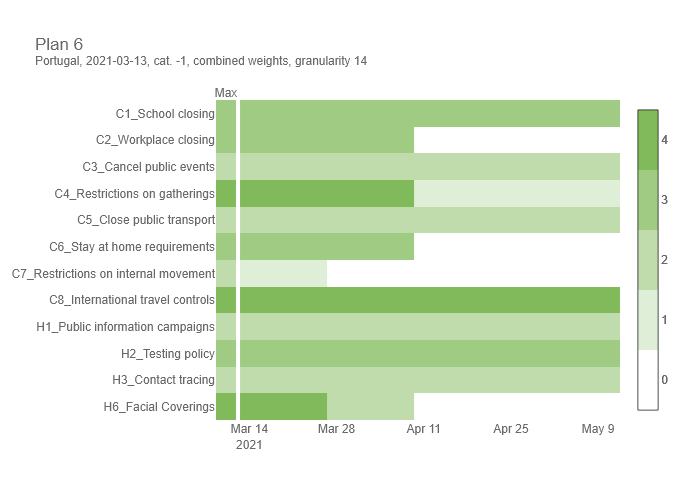 Plan 6
Portugal, 2021-03-13, cat. -1, combined weights, granularity 14
Max
C1_School closing
C2_Workplace closing
C3_Cancel public events
C4_Restrictions on gatherings
C5_Close public transport
C6_Stay at home requirements
C7_Restrictions on internal movement
C8_International travel controls
H1_Public information campaigns
H2_Testing policy
H3_Contact tracing
H6_Facial Coverings
Mar 14 Mar 28 Apr 11 Apr 25 May 9
2021
4
3
2
1
0